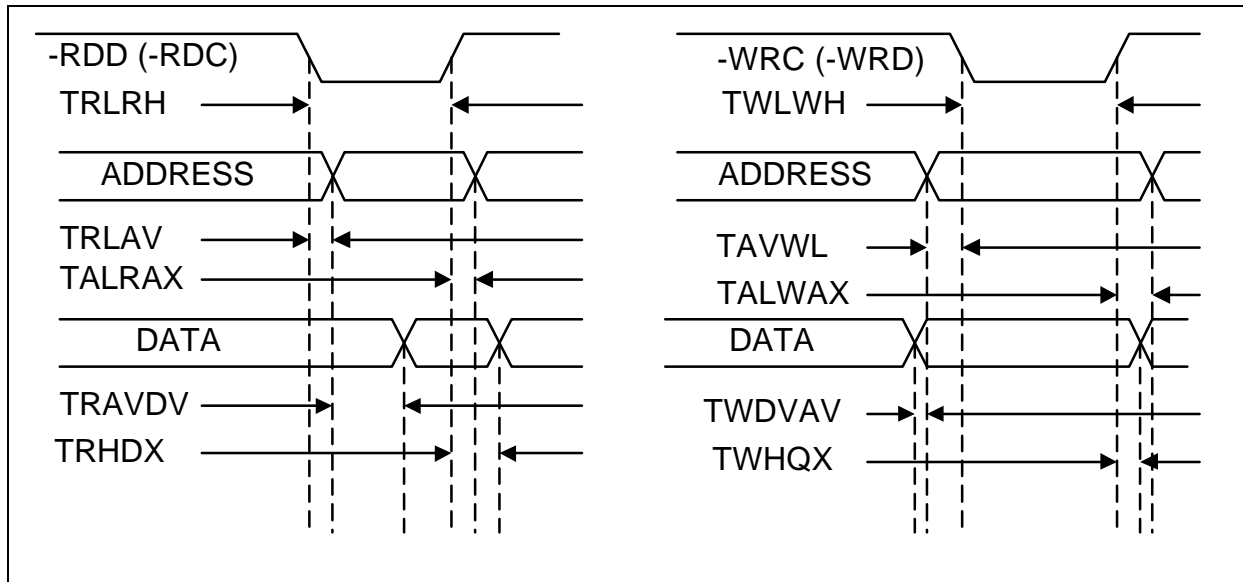 -RDD (-RDC)
TRLRH
ADDRESS
TRLAV
TALRAX
DATA
TRAVDV
TRHDX
-WRC (-WRD)
TWLWH
ADDRESS
TAVWL
TALWAX
DATA
TWDVAV
TWHQX